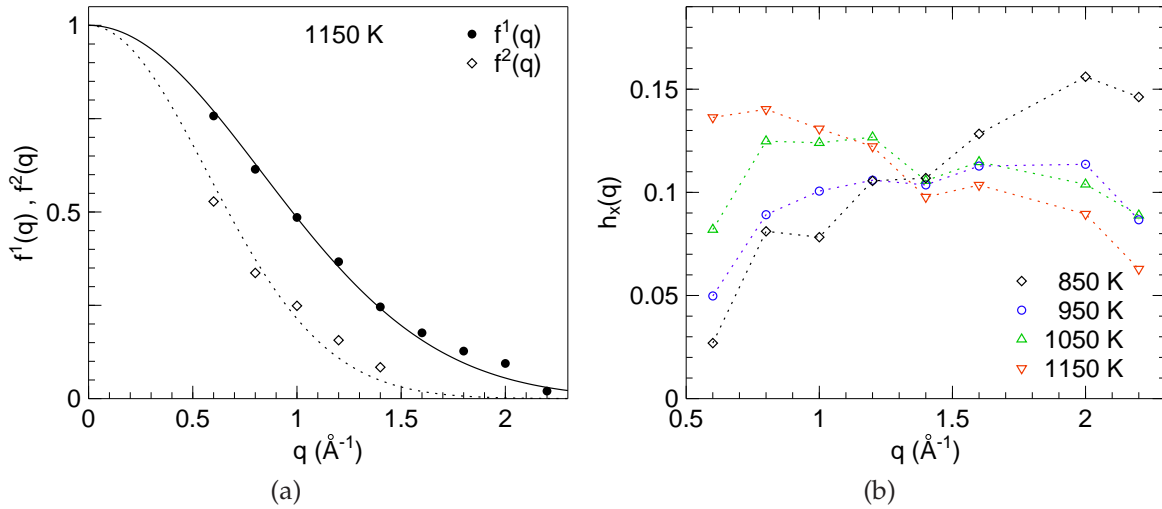 1150 K
f¹(q)
f²(q)
f¹(q) , f²(q)
1
0.5
0
0 0.5 1 1.5 2
q (Å⁻¹)
(a)
hₓ(q)
0.15
0.1
0.05
0
850 K
950 K
1050 K
1150 K
0.5 1 1.5 2
q (Å⁻¹)
(b)